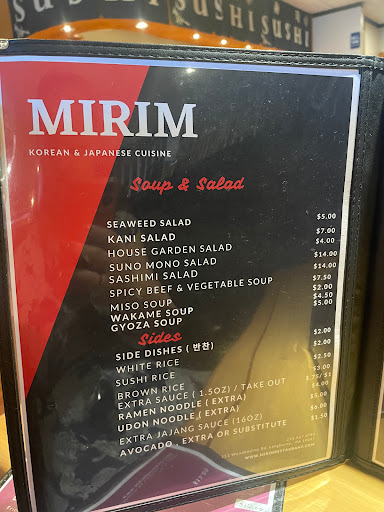 SUSHI SUSHI
MIRIM
KOREAN & JAPANESE CUISINE
Soup & Salad
SEAWEED SALAD $5.00
KANI SALAD $7.00
HOUSE GARDEN SALAD $4.00
SUNO MONO SALAD $14.00
SASHIMI SALAD $14.00
SPICY BEEF & VEGETABLE SOUP $7.50
MISO SOUP $2.00
WAKAME SOUP $4.50
GYOZA SOUP $5.00
Sides
SIDE DISHES ( 반찬) $2.00
WHITE RICE $2.00
SUSHI RICE $2.50
BROWN RICE $3.00
EXTRA SAUCE ( 1.5OZ) / TAKE OUT $.75/ $1
RAMEN NOODLE ( EXTRA) $4.00
UDON NOODLE ( EXTRA) $5.00
EXTRA JAJANG SAUCE (16OZ) $6.00
AVOCADO - EXTRA OR SUBSTITUTE $1.50